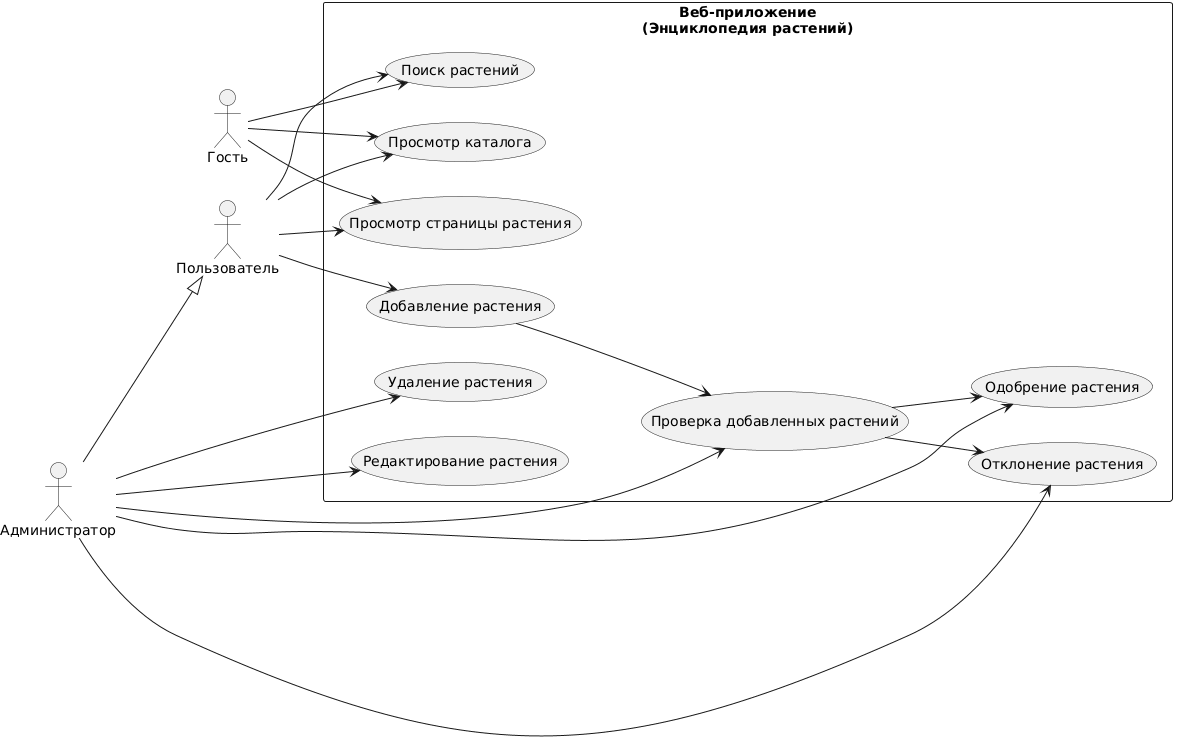 Веб-приложение
(Энциклопедия растений)
Поиск растений
Гость
Просмотр каталога
Просмотр страницы растения
Пользователь
Добавление растения
Удаление растения
Одобрение растения
Проверка добавленных растений
Редактирование растения
Отклонение растения
Администратор